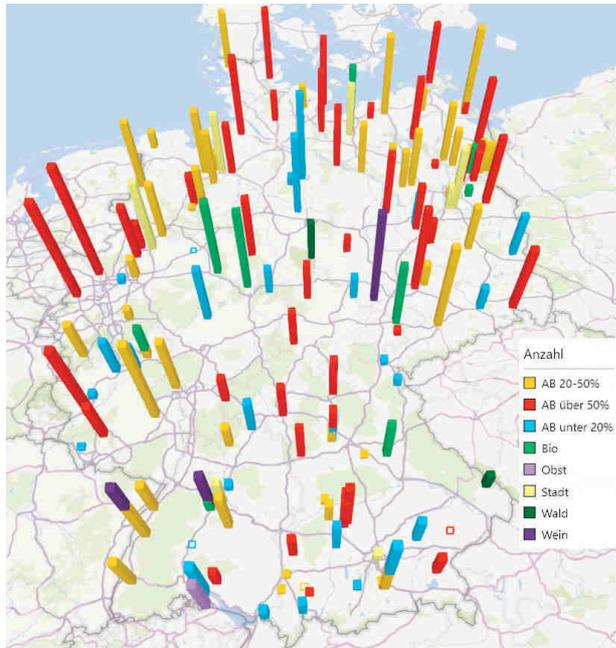 Anzahl
AB 20-50%
AB über 50%
AB unter 20%
Bio
Obst
Stadt
Wald
Wein